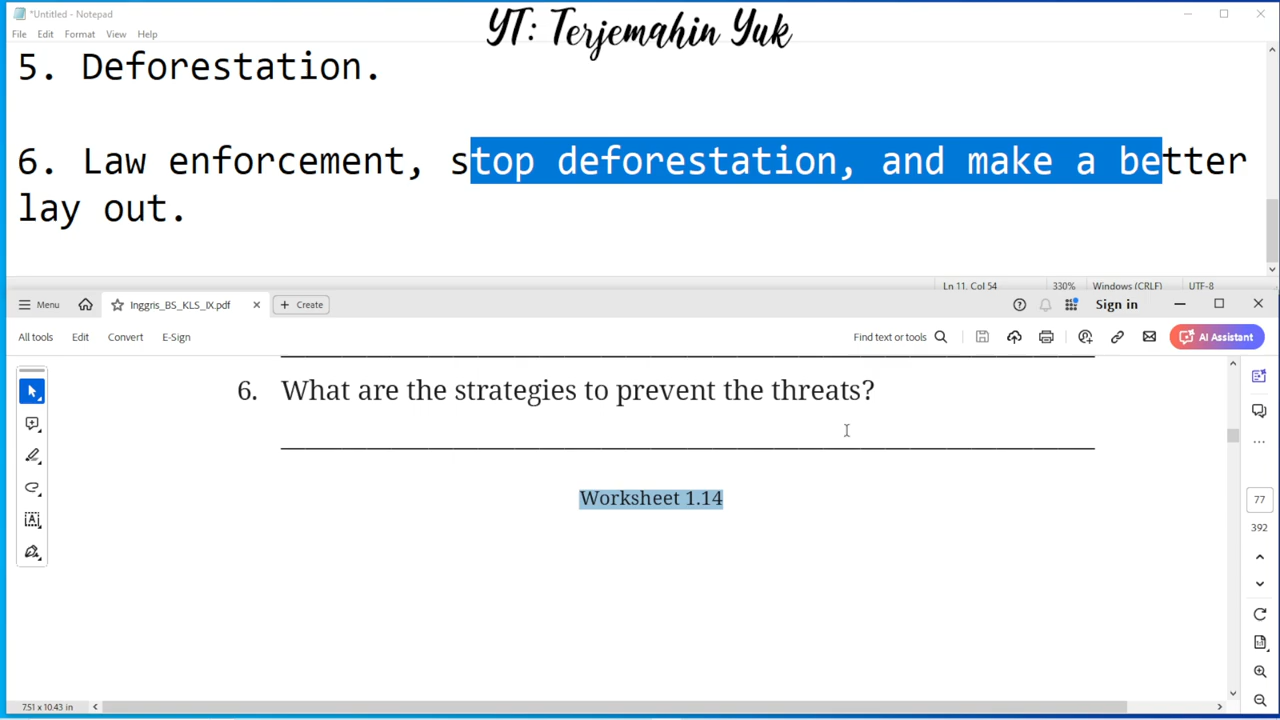 *Untitled - Notepad
YT: Terjemahin Yuk
File Edit Format View Help
5. Deforestation.
6. Law enforcement, stop deforestation, and make a better
lay out.
Ln 11, Col 54 330% Windows (CRLF) UTF-8
Menu Inggris_BS_KLS_IX.pdf Create Sign in
All tools Edit Convert E-Sign Find text or tools AI Assistant
6. What are the strategies to prevent the threats?
Worksheet 1.14
77
392
7.51 x 10.43 in